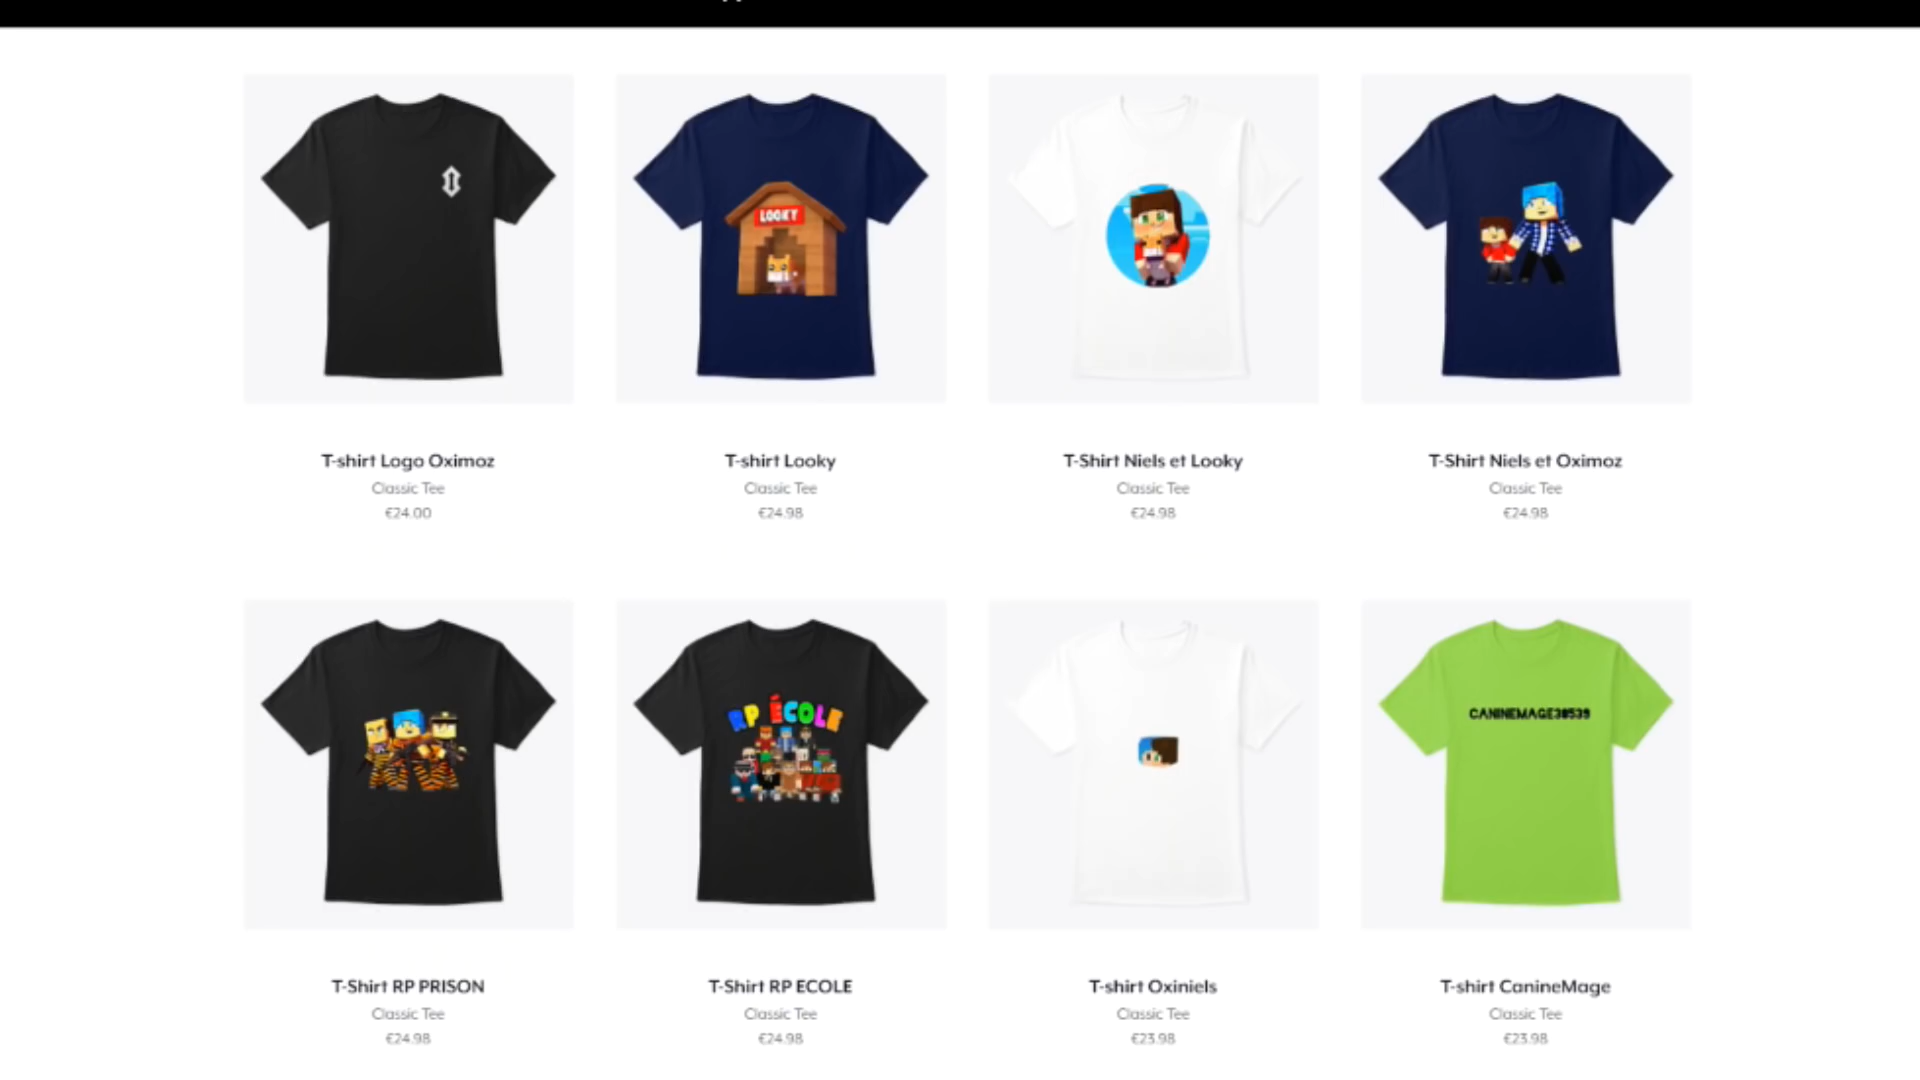 LOOKY
T-shirt Logo Oximoz
Classic Tee
€24.00
T-shirt Looky
Classic Tee
€24.98
T-Shirt Niels et Looky
Classic Tee
€24.98
T-Shirt Niels et Oximoz
Classic Tee
€24.98
RP ÉCOLE
CANINEMAGE30539
T-Shirt RP PRISON
Classic Tee
€24.98
T-Shirt RP ECOLE
Classic Tee
€24.98
T-shirt Oxiniels
Classic Tee
€23.98
T-shirt CanineMage
Classic Tee
€23.98